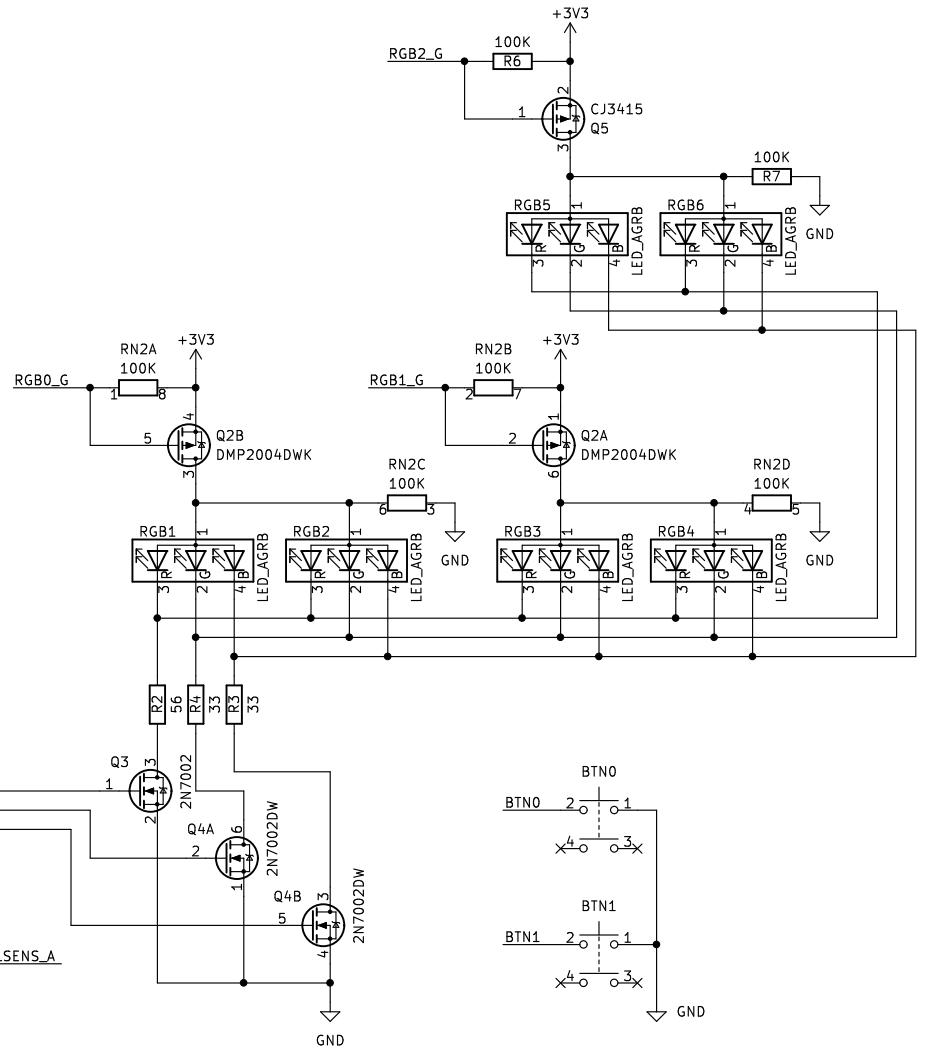 +3V3
100K
RGB2_G
R6
2
1
CJ3415
Q5
3
100K
R7
GND
RGB5
1
R
G
B
3
2
4
LED_AGRB
RGB6
1
R
G
B
3
2
4
LED_AGRB
RN2A
100K
+3V3
RGB0_G
1
8
4
5
Q2B
DMP2004DWK
3
RN2B
100K
+3V3
RGB1_G
2
7
1
2
Q2A
DMP2004DWK
6
RN2C
100K
6
3
GND
RN2D
100K
4
5
GND
RGB1
1
R
G
B
3
2
4
LED_AGRB
RGB2
1
R
G
B
3
2
4
LED_AGRB
RGB3
1
R
G
B
3
2
4
LED_AGRB
RGB4
1
R
G
B
3
2
4
LED_AGRB
R2
56
R4
33
R3
33
Q3
3
1
2
2N7002
Q4A
6
2
1
2N7002DW
Q4B
3
5
4
2N7002DW
LSENS_A
GND
BTN0
BTN0
2
1
4
3
BTN1
BTN1
2
1
4
3
GND